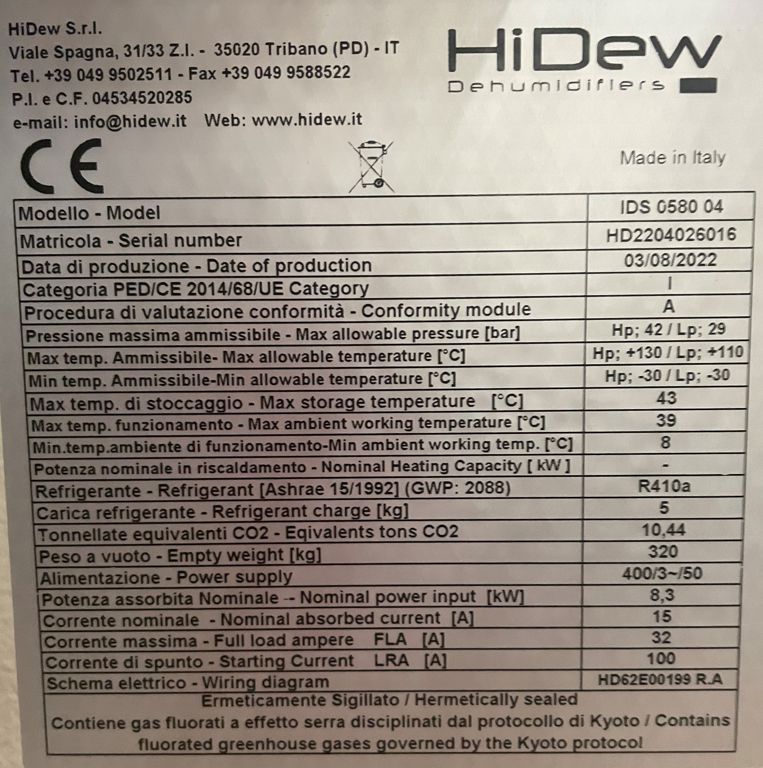 HiDew S.r.l.
Viale Spagna, 31/33 Z.I. - 35020 Tribano (PD) - IT
Tel. +39 049 9502511 - Fax +39 049 9588522
P.I. e C.F. 04534520285
e-mail: info@hidew.it Web: www.hidew.it
HiDew
Dehumidifiers
CE
Made in Italy
Modello - Model IDS 0580 04
Matricola - Serial number HD2204026016
Data di produzione - Date of production 03/08/2022
Categoria PED/CE 2014/68/UE Category I
Procedura di valutazione conformità - Conformity module A
Pressione massima ammissibile - Max allowable pressure [bar] Hp; 42 / Lp; 29
Max temp. Ammissibile- Max allowable temperature [°C] Hp; +130 / Lp; +110
Min temp. Ammissibile-Min allowable temperature [°C] Hp; -30 / Lp; -30
Max temp. di stoccaggio - Max storage temperature [°C] 43
Max temp. funzionamento - Max ambient working temperature [°C] 39
Min.temp.ambiente di funzionamento-Min ambient working temp. [°C] 8
Potenza nominale in riscaldamento - Nominal Heating Capacity [ kW ] -
Refrigerante - Refrigerant [Ashrae 15/1992] (GWP: 2088) R410a
Carica refrigerante - Refrigerant charge [kg] 5
Tonnellate equivalenti CO2 - Eqivalents tons CO2 10,44
Peso a vuoto - Empty weight [kg] 320
Alimentazione - Power supply 400/3~/50
Potenza assorbita Nominale -- Nominal power input [kW] 8,3
Corrente nominale - Nominal absorbed current [A] 15
Corrente massima - Full load ampere FLA [A] 32
Corrente di spunto - Starting Current LRA [A] 100
Schema elettrico - Wiring diagram HD62E00199 R.A
Ermeticamente Sigillato / Hermetically sealed
Contiene gas fluorati a effetto serra disciplinati dal protocollo di Kyoto / Contains
fluorated greenhouse gases governed by the Kyoto protocol